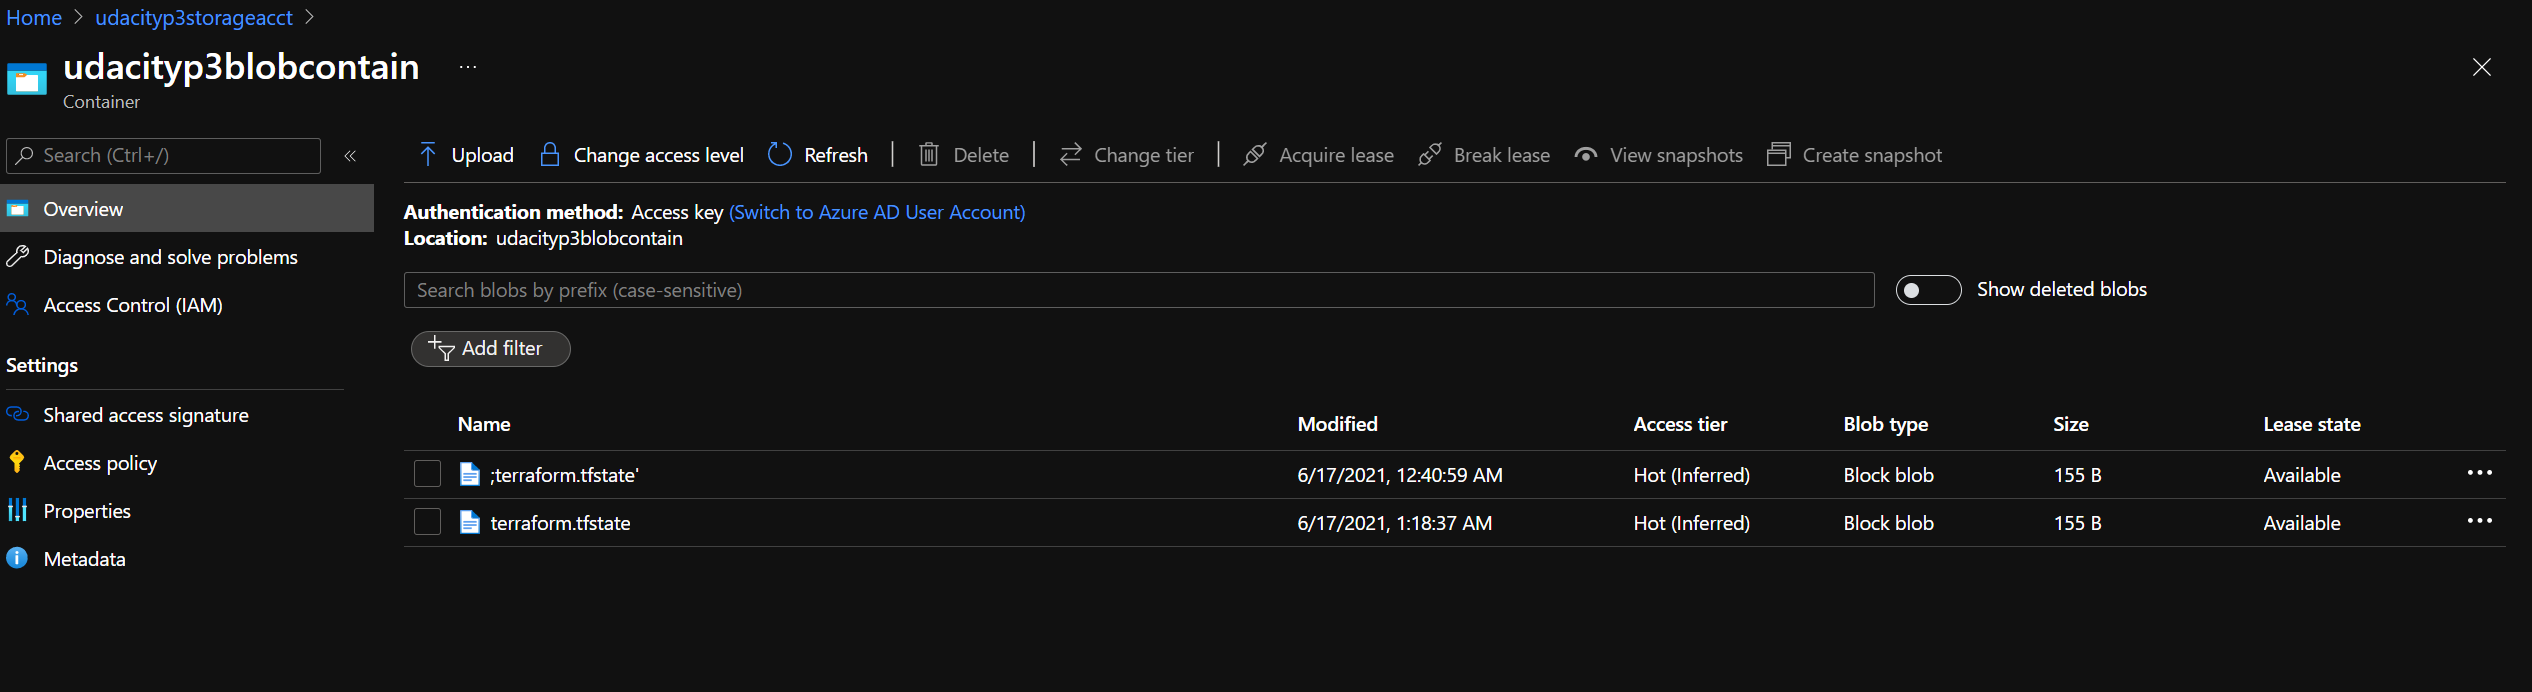 Home > udacityp3storageacct >
udacityp3blobcontain ...
Container
Search (Ctrl+/) «
Upload Change access level Refresh | Delete | Change tier | Acquire lease Break lease View snapshots Create snapshot
Overview
Diagnose and solve problems
Access Control (IAM)
Settings
Shared access signature
Access policy
Properties
Metadata
Authentication method: Access key (Switch to Azure AD User Account)
Location: udacityp3blobcontain
Search blobs by prefix (case-sensitive) Show deleted blobs
Add filter
Name Modified Access tier Blob type Size Lease state
;terraform.tfstate' 6/17/2021, 12:40:59 AM Hot (Inferred) Block blob 155 B Available ...
terraform.tfstate 6/17/2021, 1:18:37 AM Hot (Inferred) Block blob 155 B Available ...